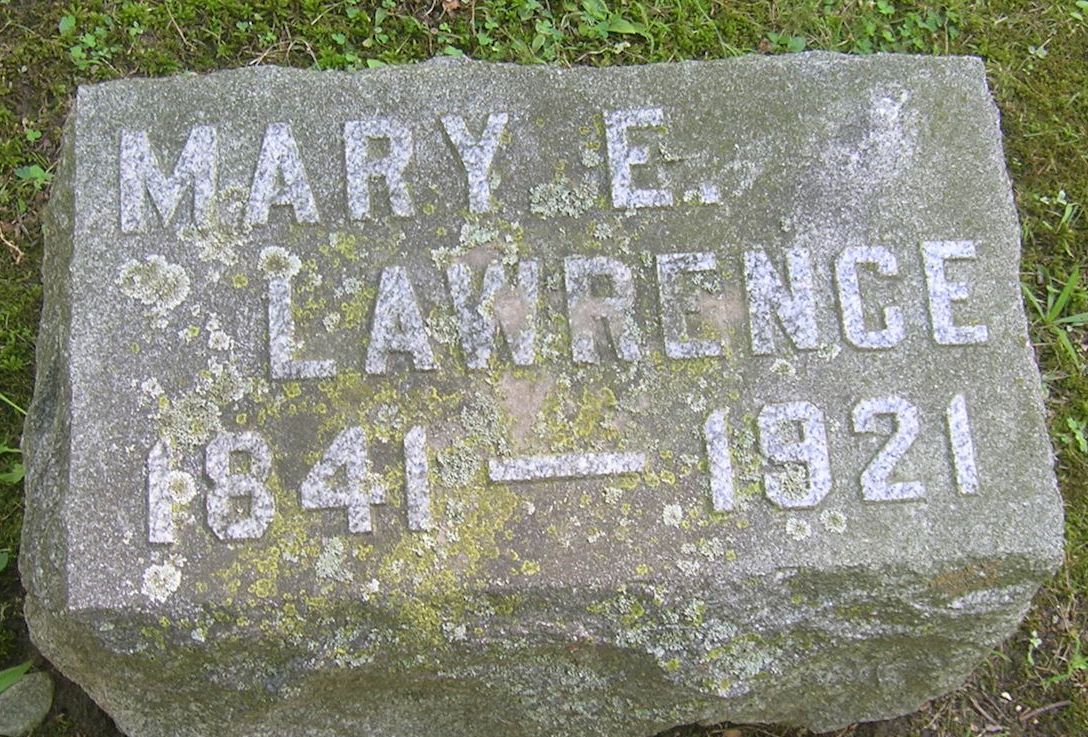 MARY E.
LAWRENCE
1841 — 1921